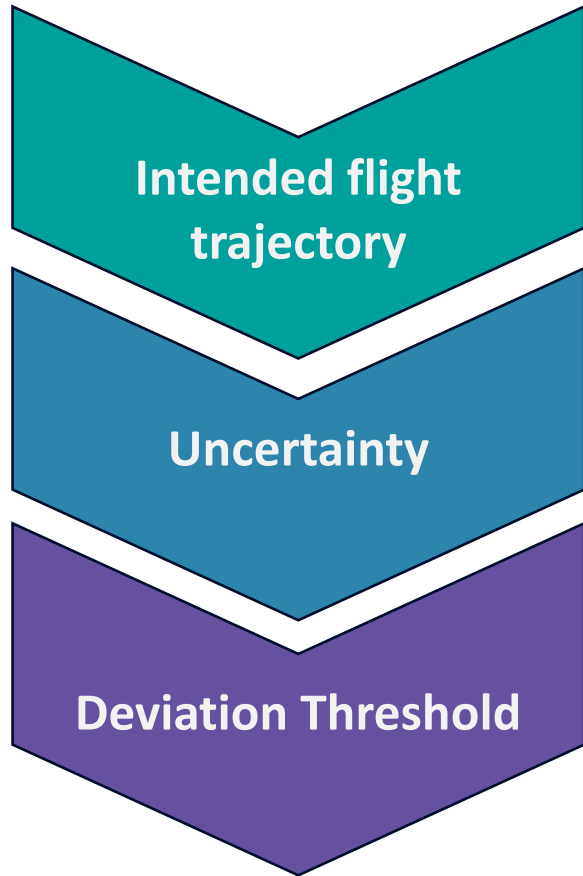 Intended flight
trajectory
Uncertainty
Deviation Threshold